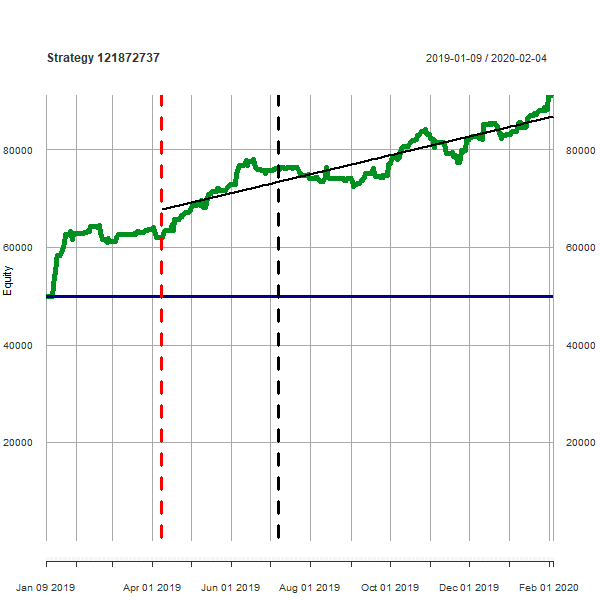 Strategy 121872737
2019-01-09 / 2020-02-04
80000
80000
60000
60000
Equity
40000
40000
20000
20000
Jan 09 2019
Apr 01 2019
Jun 01 2019
Aug 01 2019
Oct 01 2019
Dec 01 2019
Feb 01 2020